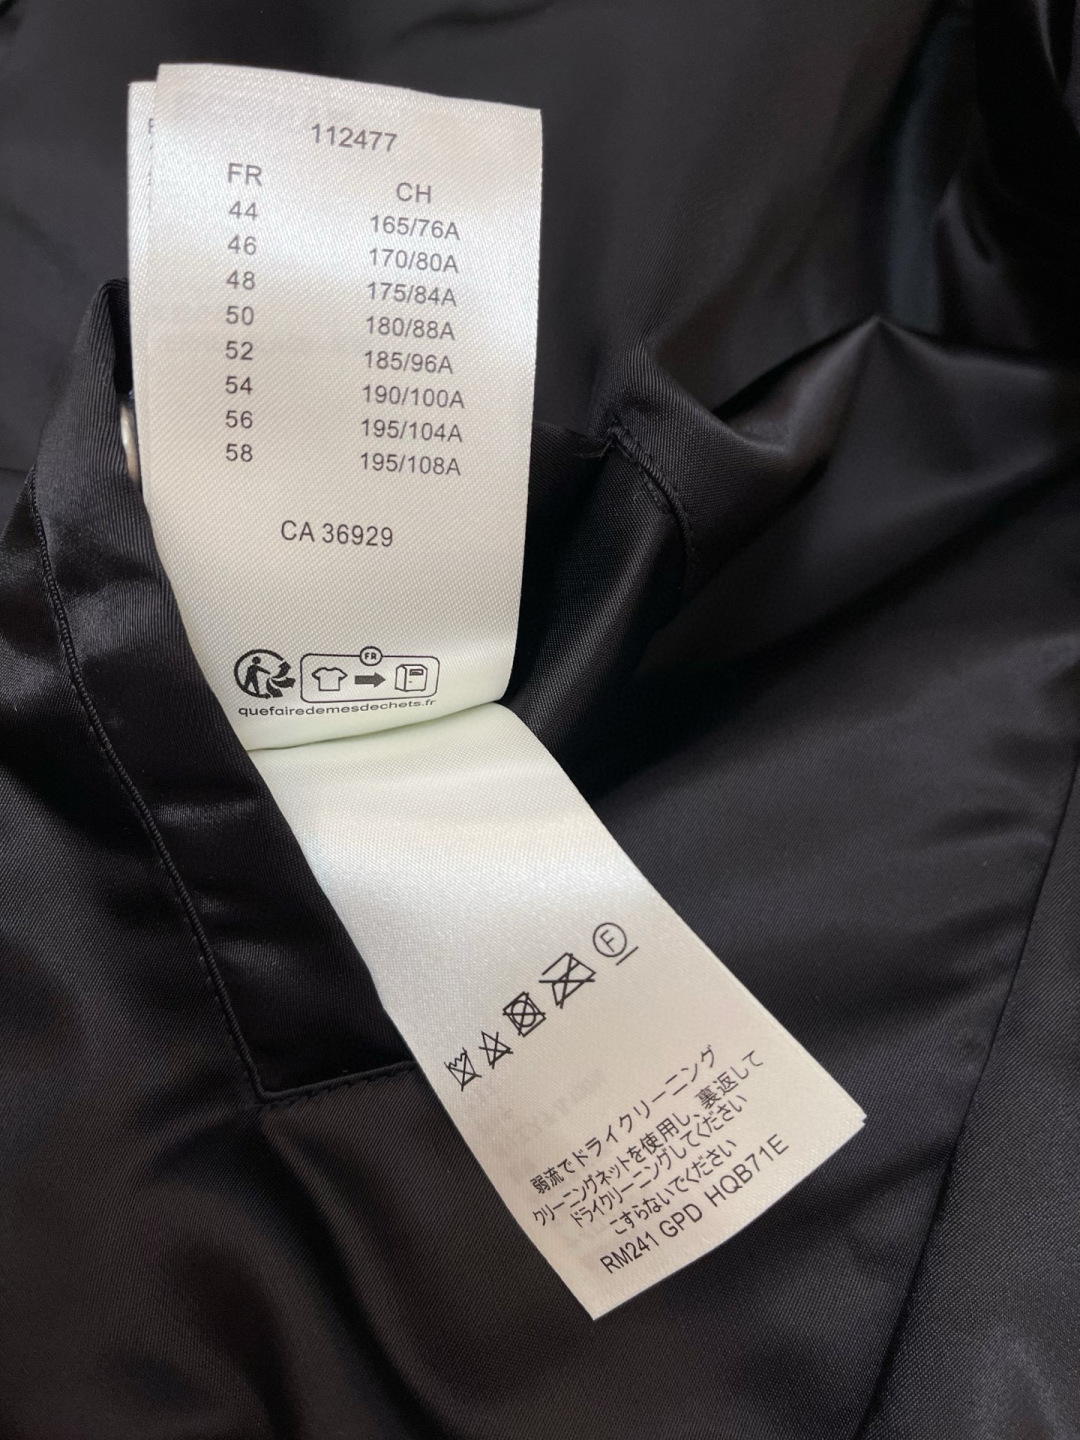 112477
FR CH
44 165/76A
46 170/80A
48 175/84A
50 180/88A
52 185/96A
54 190/100A
56 195/104A
58 195/108A
CA 36929
FR
quefairedemesdechets.fr
F
弱流でドライクリーニング
クリーニングネットを使用し、裏返して
ドライクリーニングしてください
こすらないでください
RM241 GPD HQB71E